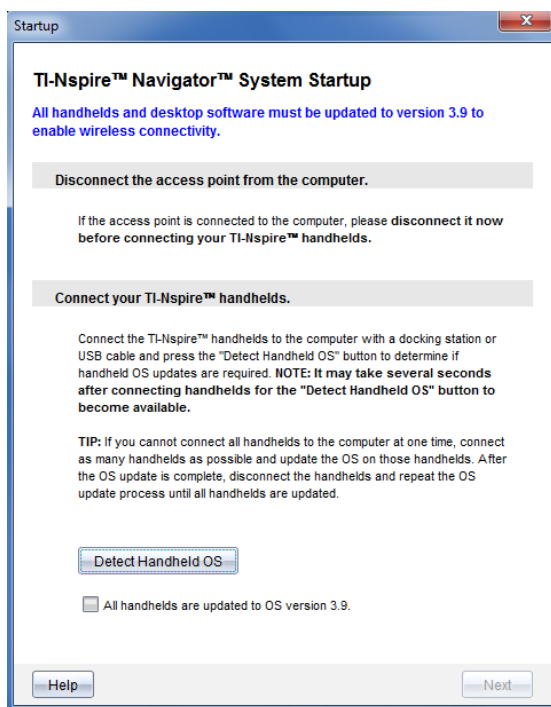 Startup
TI-Nspire™ Navigator™ System Startup
All handhelds and desktop software must be updated to version 3.9 to
enable wireless connectivity.
Disconnect the access point from the computer.
If the access point is connected to the computer, please disconnect it now
before connecting your TI-Nspire™ handhelds.
Connect your TI-Nspire™ handhelds.
Connect the TI-Nspire™ handhelds to the computer with a docking station or
USB cable and press the "Detect Handheld OS" button to determine if
handheld OS updates are required. NOTE: It may take several seconds
after connecting handhelds for the "Detect Handheld OS" button to
become available.
TIP: If you cannot connect all handhelds to the computer at one time, connect
as many handhelds as possible and update the OS on those handhelds. After
the OS update is complete, disconnect the handhelds and repeat the OS
update process until all handhelds are updated.
Detect Handheld OS
All handhelds are updated to OS version 3.9.
Help
Next